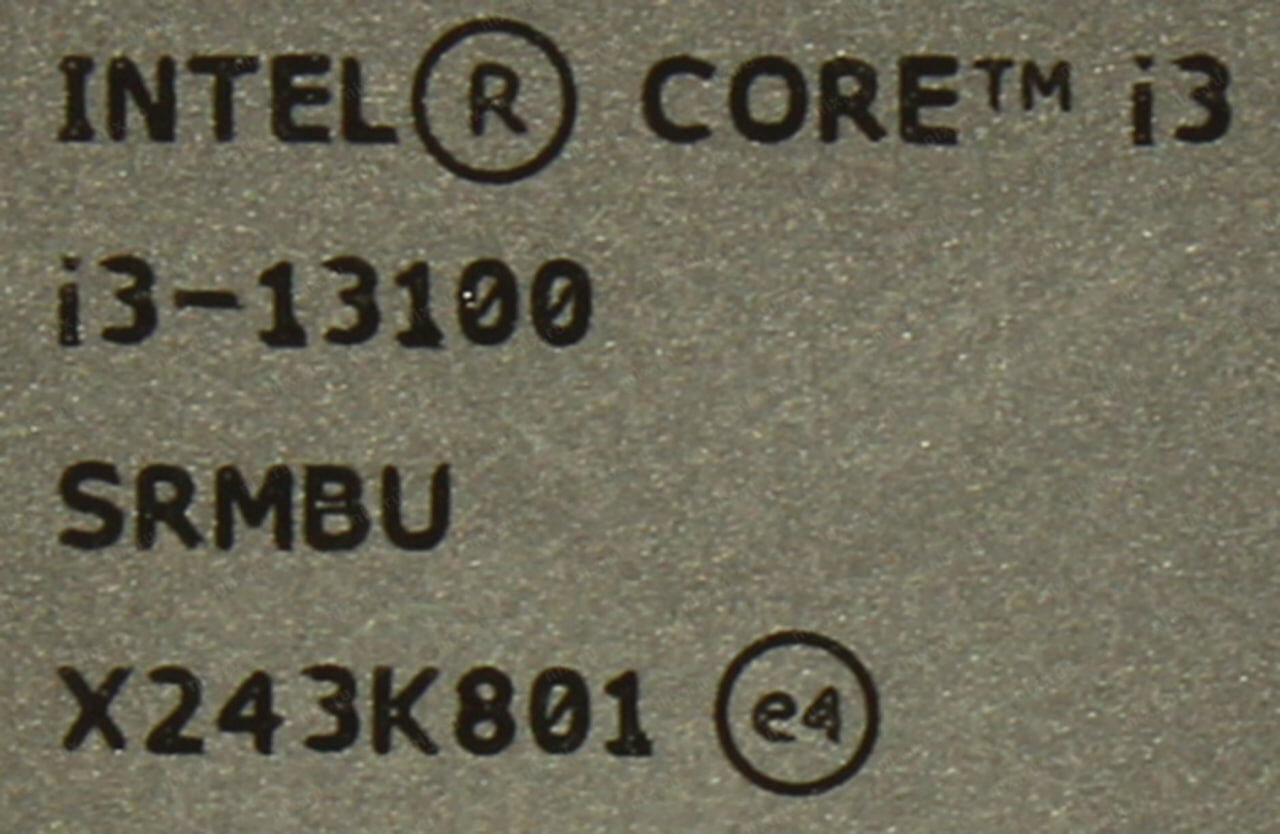 INTEL® CORE™ i3
i3-13100
SRMBU
X243K801 e4